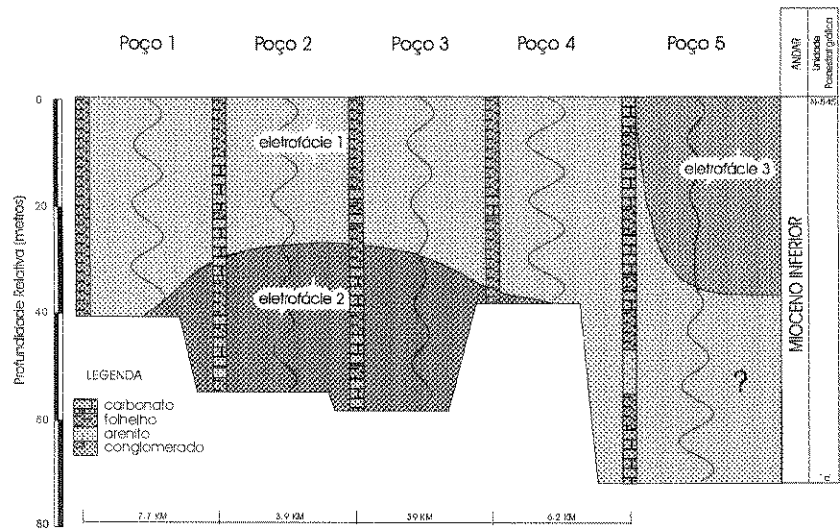 Poço 1 Poço 2 Poço 3 Poço 4 Poço 5
ANDAR
Unidade
0
20
40
60
80
Profundidade Relativa (metros)
eletrofácie 1
eletrofácie 2
eletrofácie 3
?
MIOCENO INFERIOR
LEGENDA
carbonato
folhelho
arenito
conglomerado
7.7 KM 3.9 KM 59 KM 6.2 KM